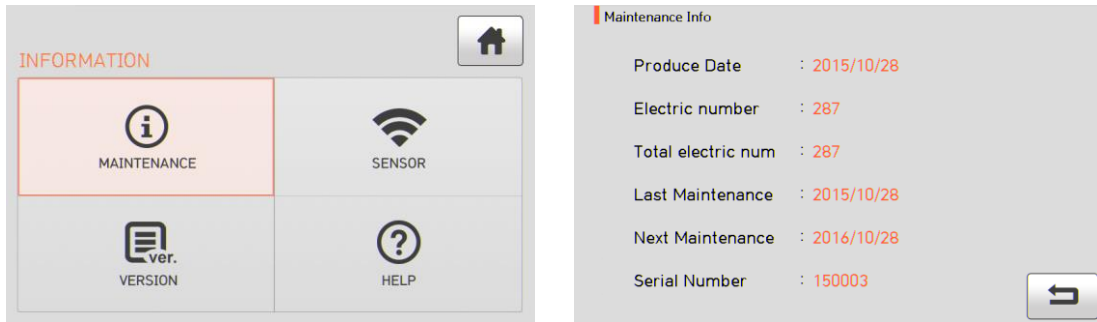 INFORMATION
MAINTENANCE
SENSOR
ver.
VERSION
HELP
Maintenance Info
Produce Date : 2015/10/28
Electric number : 287
Total electric num : 287
Last Maintenance : 2015/10/28
Next Maintenance : 2016/10/28
Serial Number : 150003